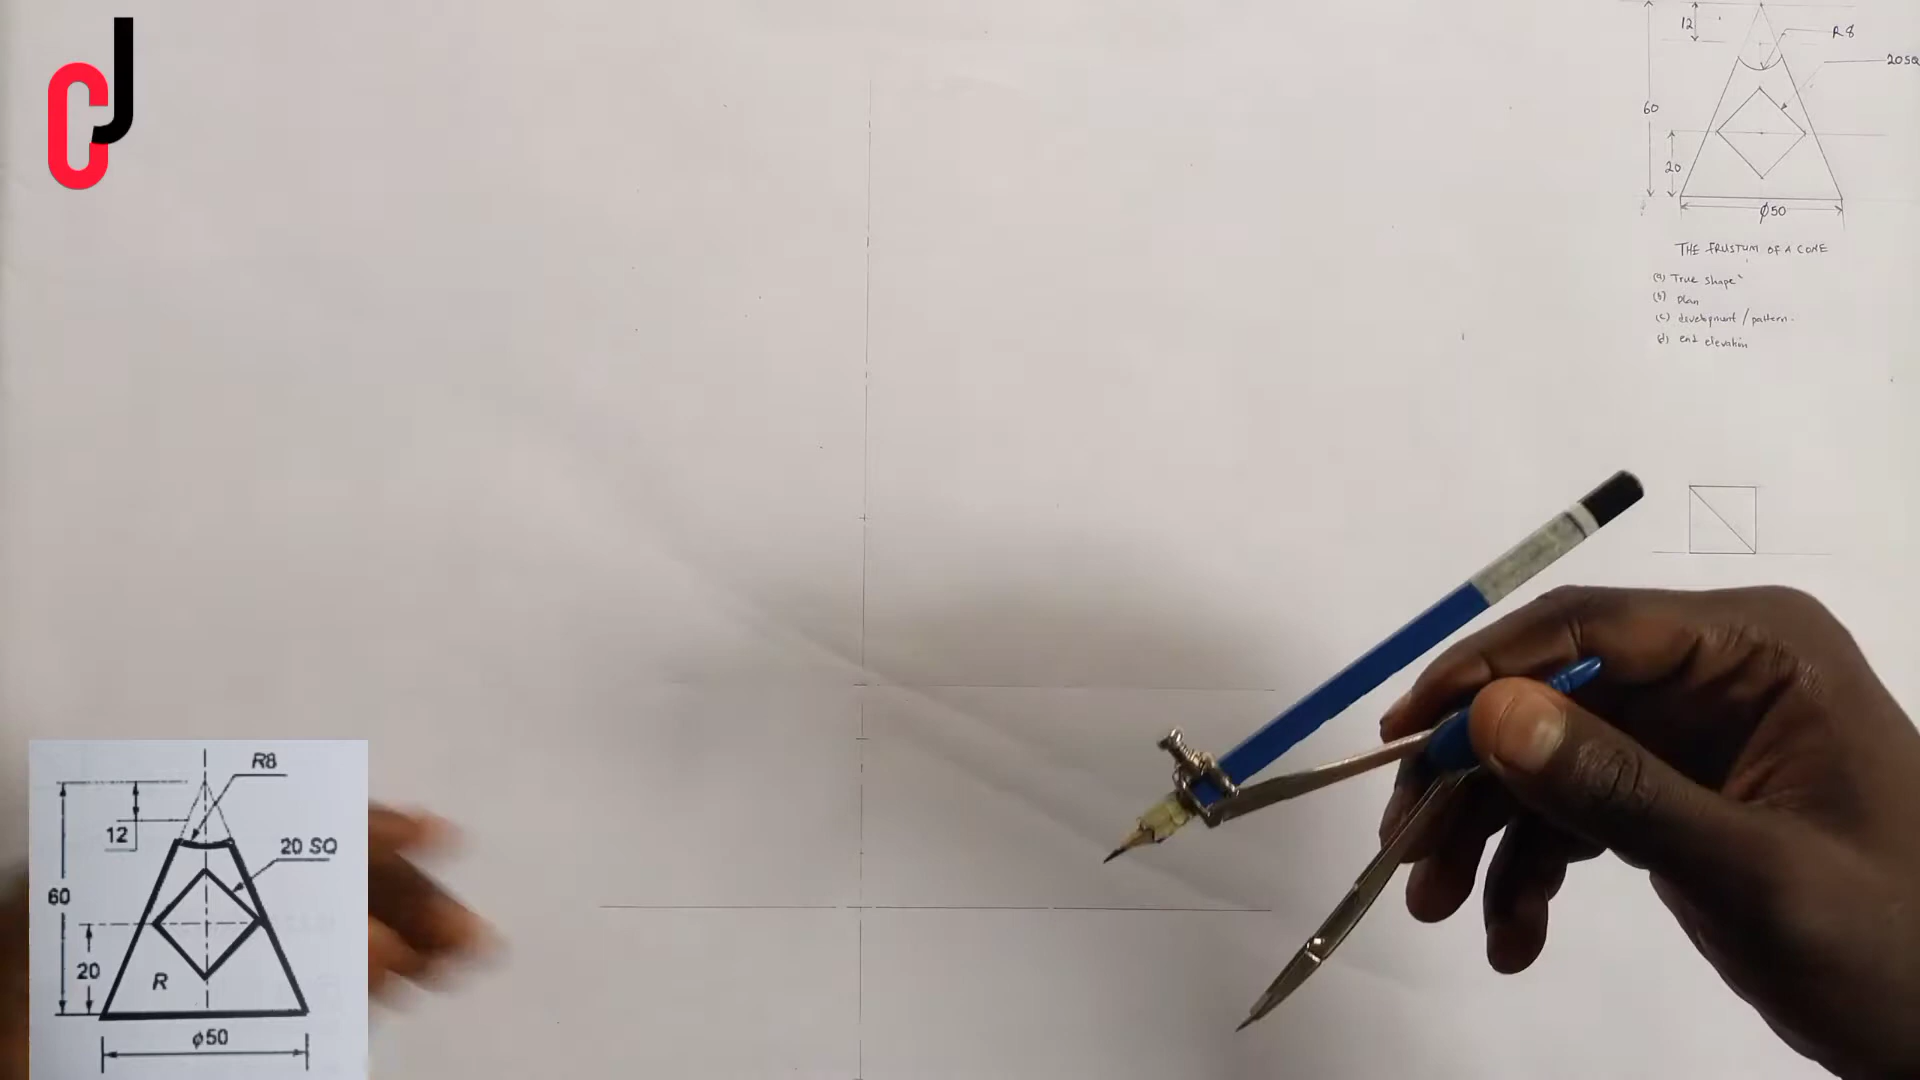 CJ
12
R8
20SQ
60
20
φ50
THE FRUSTUM OF A CONE
(a) True shape
(b) plan
(c) development / pattern.
(d) end elevation
R8
12
20 SQ
60
20
R
φ50